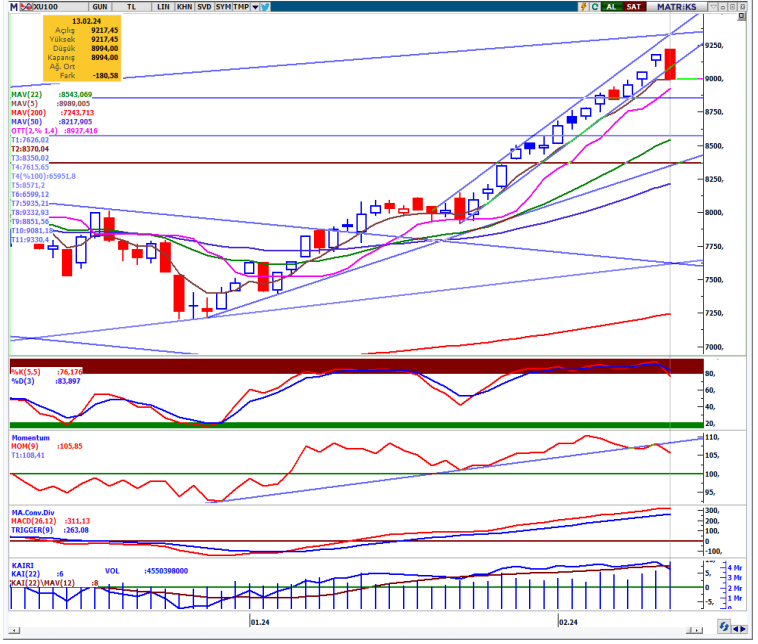 M XU100 GUN TL LIN KHN SVD SYM TMP C AL SAT MATRİKS
13.02.24
Açılış 9217,45
Yüksek 9217,45
Düşük 8994,00
Kapanış 8994,00
Ağ. Ort
Fark -180,58
MAV(22) :8543,069
MAV(5) :8989,005
MAV(200) :7243,713
MAV(50) :8217,905
OTT(2,% 1,4) :8927,416
T1:7626,02
T2:8370,04
T3:8350,02
T4:7615,65
T4(%100):65951,8
T5:8571,2
T6:6599,12
T7:5935,21
T8:9332,93
T9:8851,56
T10:9081,18
T11:9330,4
9250,
9000,
8750,
8500,
8250,
8000,
7750,
7500,
7250,
7000,
%K(5,5) :76,176
%D(3) :83,897
80,
60,
40,
20,
Momentum
MOM(9) :105,85
T1:108,41
110,
105,
100,
95,
MA.Conv.Div
MACD(26,12) :311,13
TRIGGER(9) :263,08
300,
200,
100,
0,
-100,
KAIRI
KAI(22) :6
VOL :4550398000
KAI(22)\MAV(12) :8
5,
0,
-5,
4 Mr
3 Mr
2 Mr
1 Mr
0,
01.24
02.24